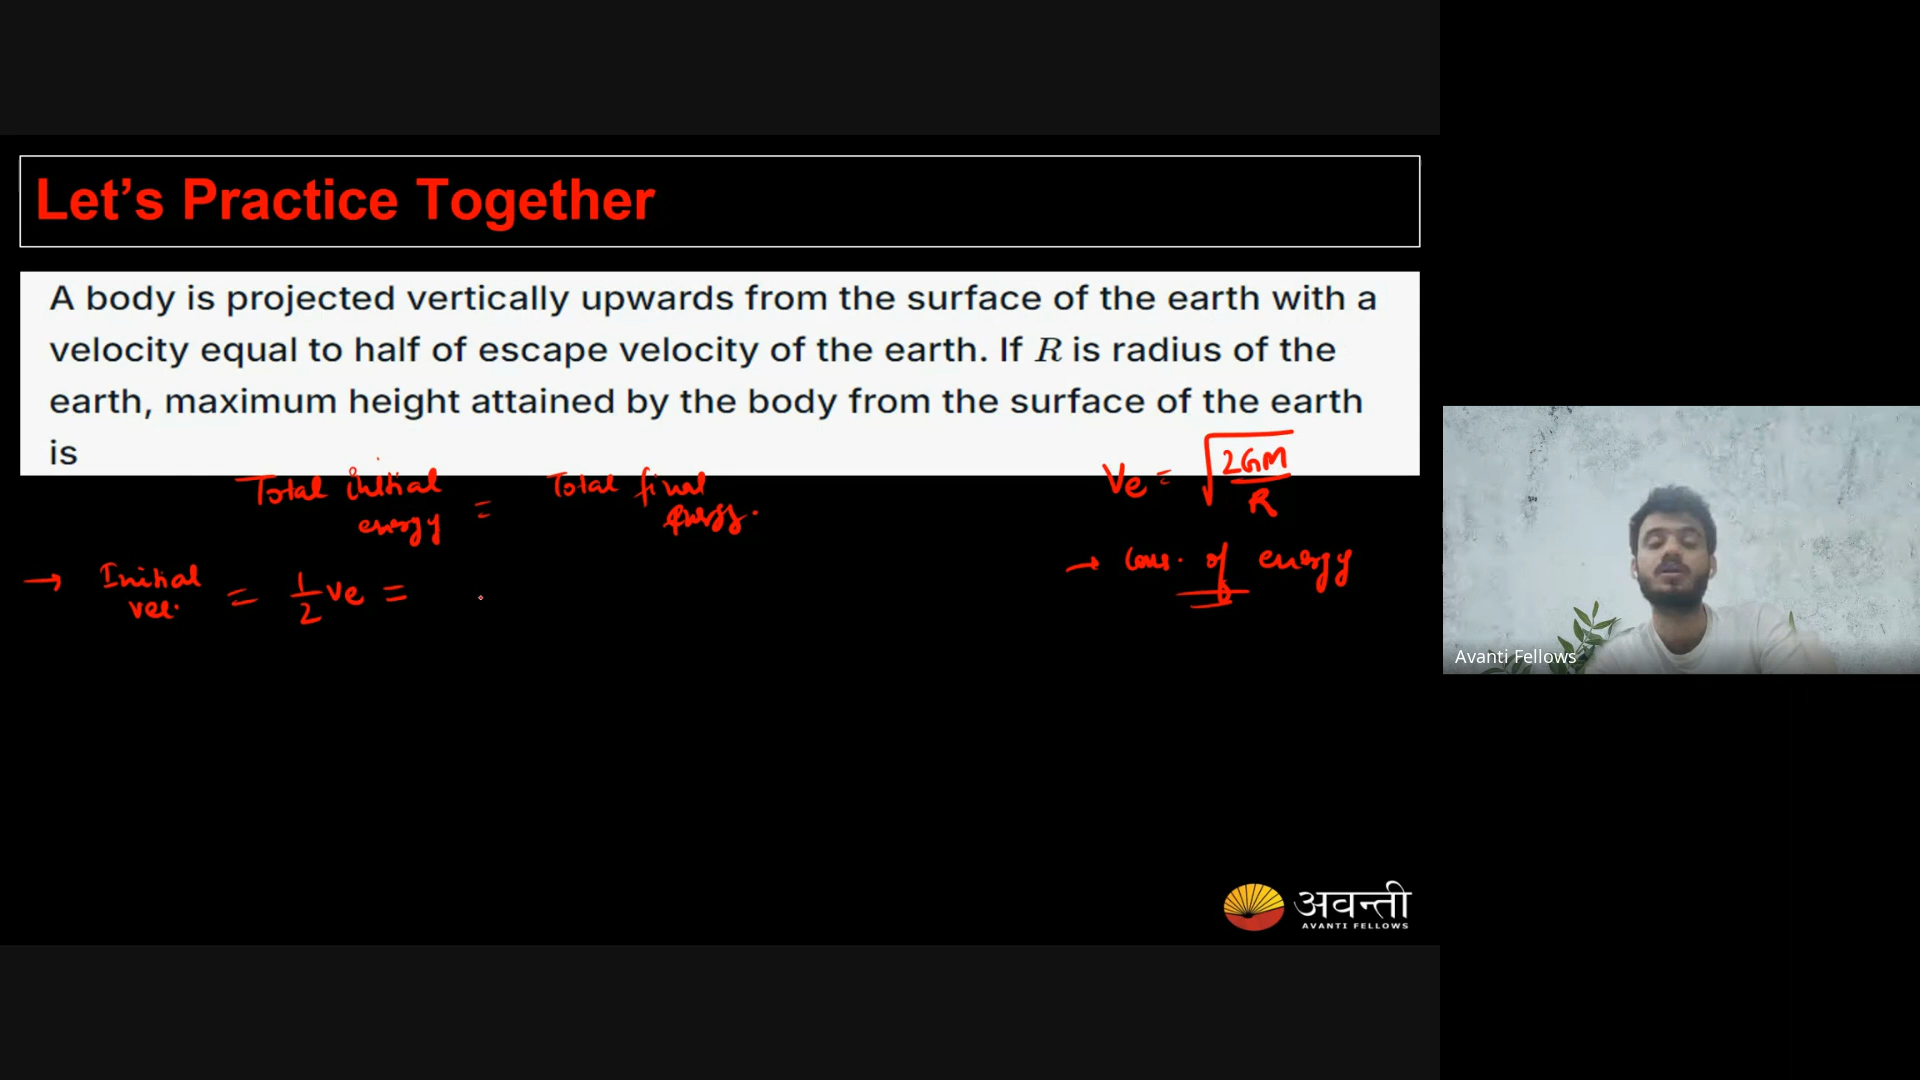 Let's Practice Together
A body is projected vertically upwards from the surface of the earth with a
velocity equal to half of escape velocity of the earth. If R is radius of the
earth, maximum height attained by the body from the surface of the earth
is
Total initial energy = Total final energy.
Ve = √(2GM/R)
→ Cons. of energy
→ Initial vel. = 1/2 ve =
Avanti Fellows
अवन्ती
AVANTI FELLOWS